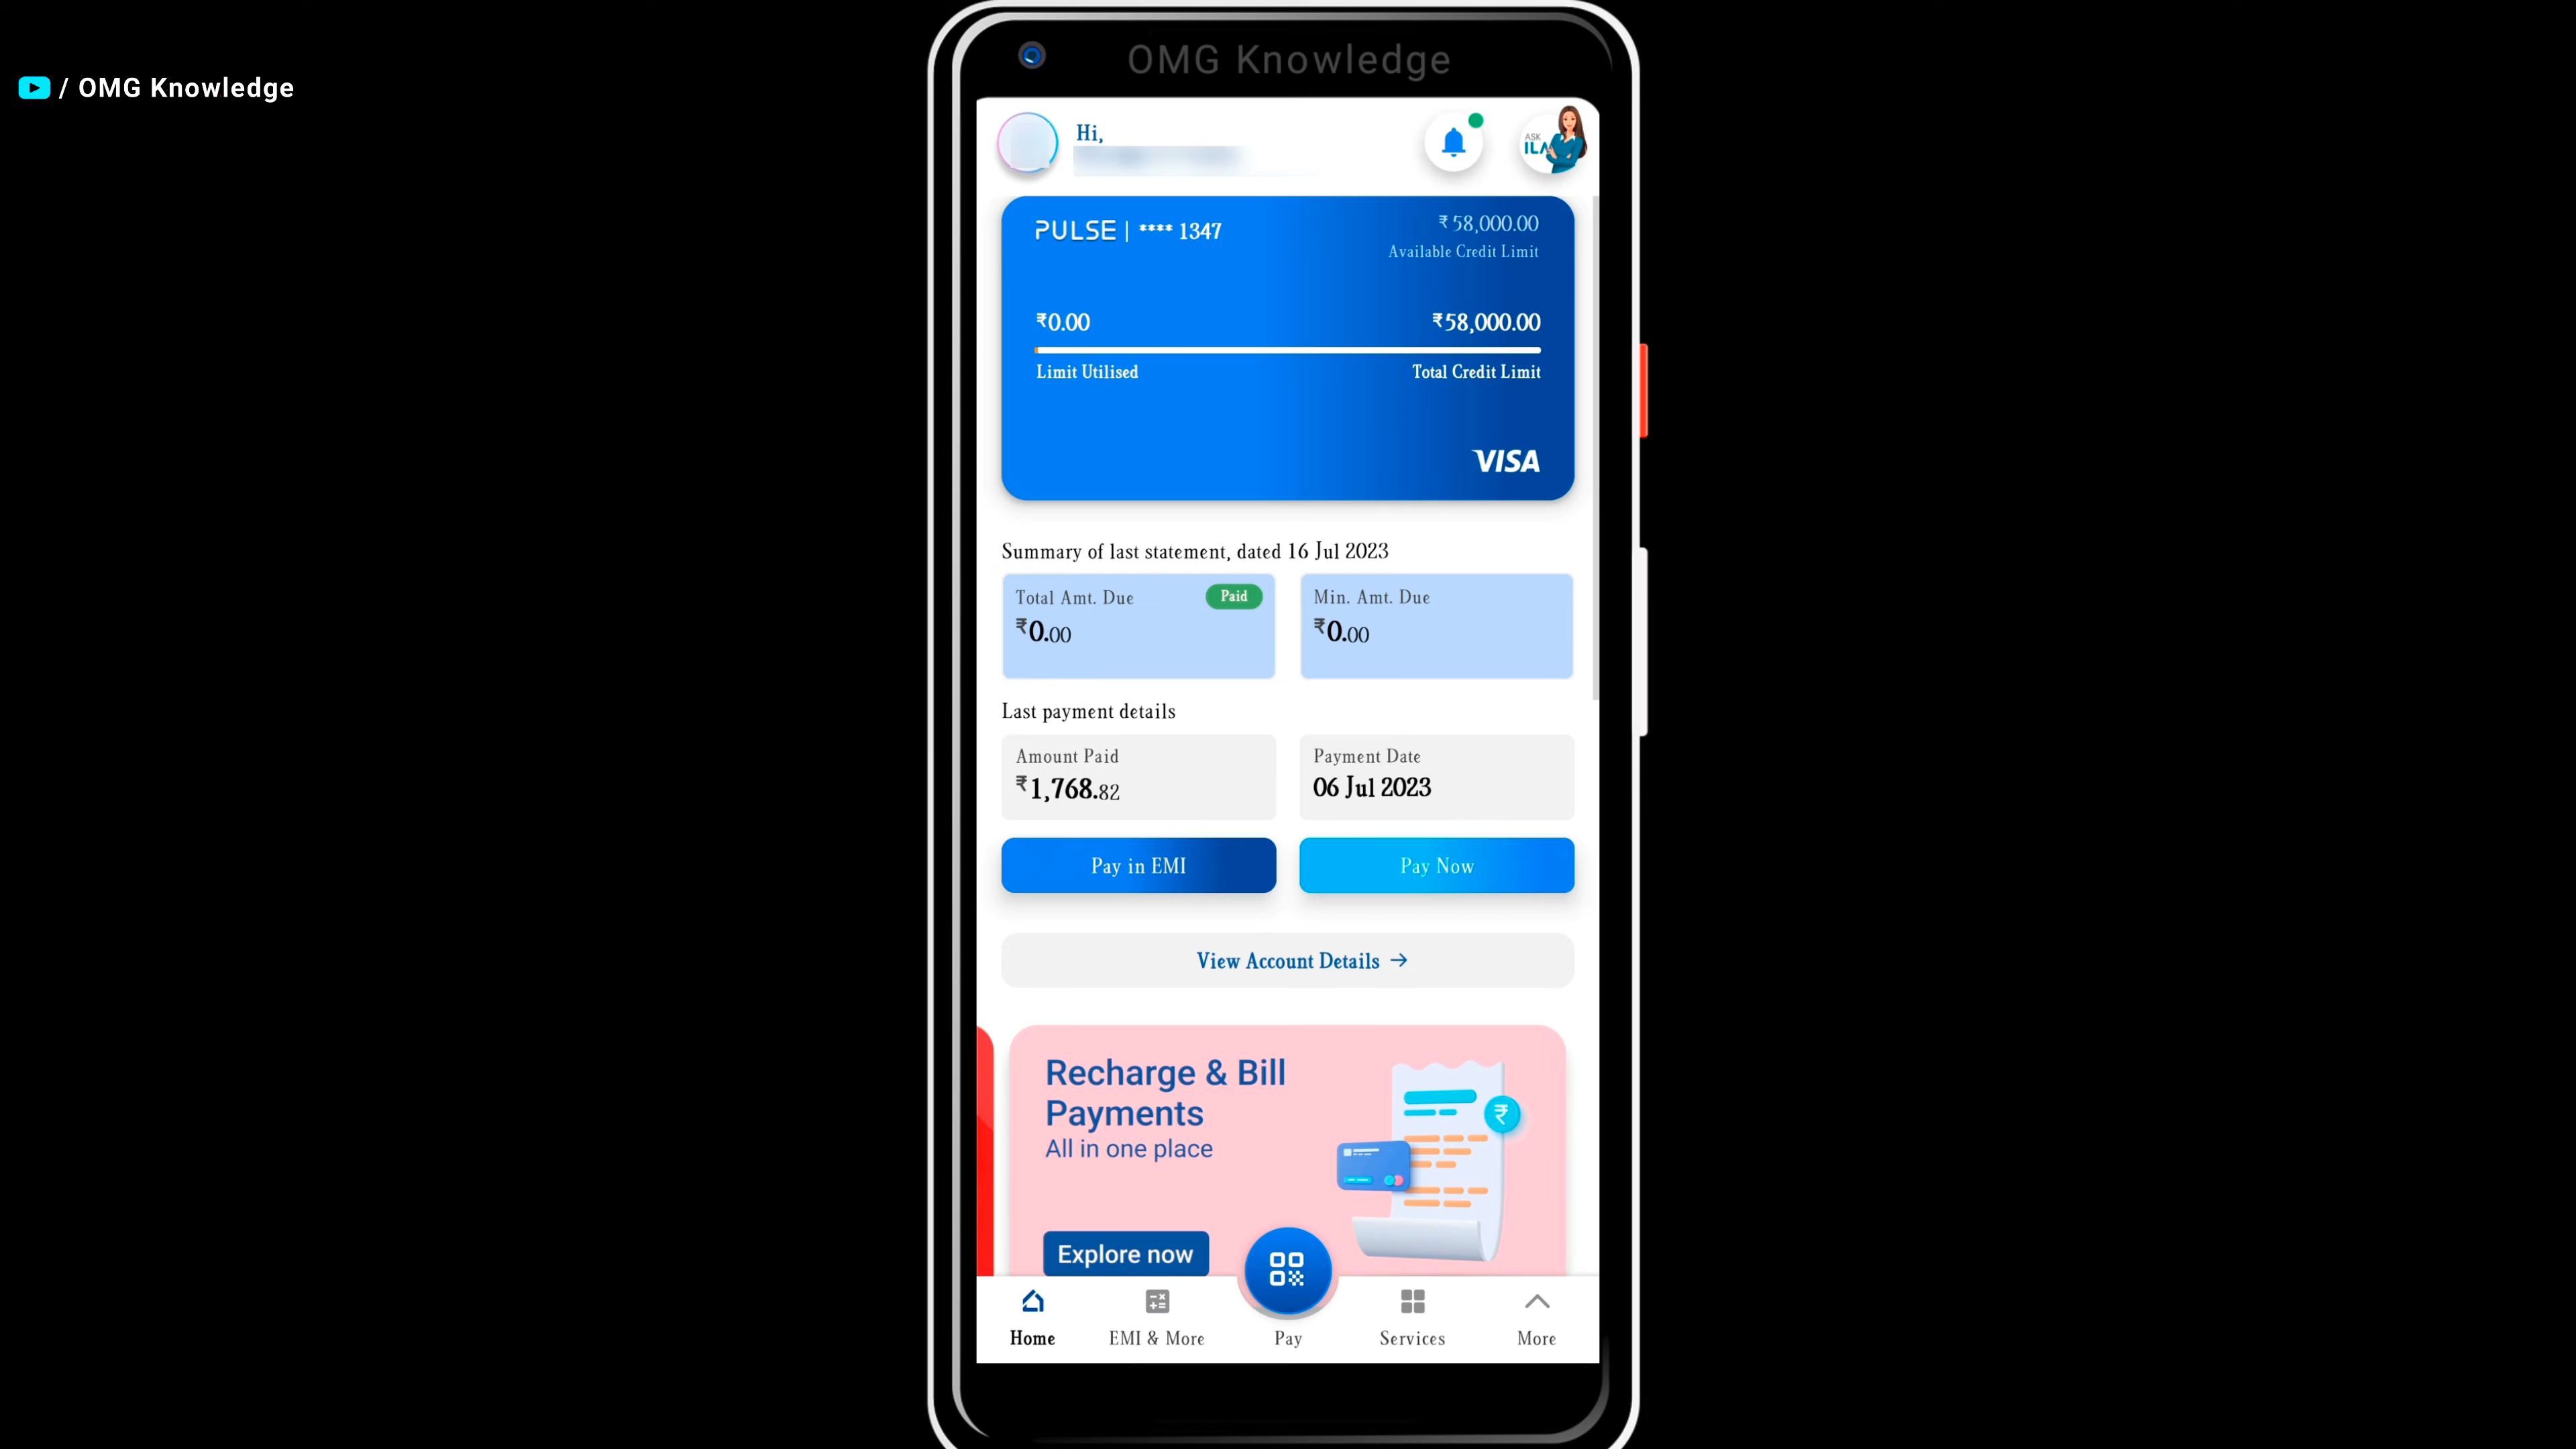 / OMG Knowledge
OMG Knowledge
Hi,
ASK
ILA
PULSE | **** 1347
₹ 58,000.00
Available Credit Limit
₹0.00
₹58,000.00
Limit Utilised
Total Credit Limit
VISA
Summary of last statement, dated 16 Jul 2023
Total Amt. Due
Paid
₹0.00
Min. Amt. Due
₹0.00
Last payment details
Amount Paid
₹1,768.82
Payment Date
06 Jul 2023
Pay in EMI
Pay Now
View Account Details →
Recharge & Bill
Payments
All in one place
₹
Explore now
Home
EMI & More
Pay
Services
More